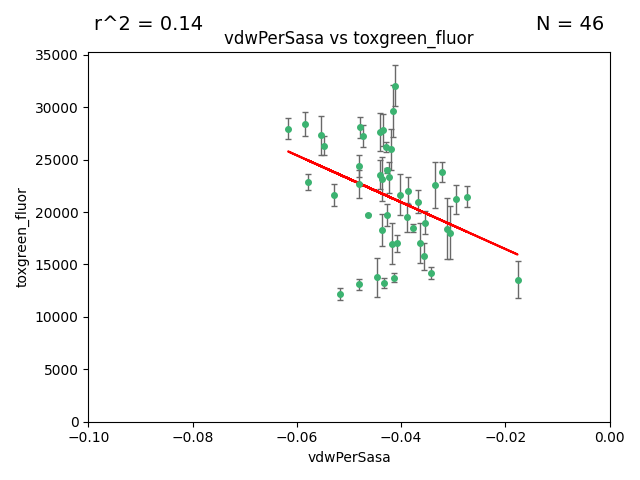 r^2 = 0.14
N = 46
vdwPerSasa vs toxgreen_fluor
35000
30000
25000
20000
15000
10000
5000
0
toxgreen_fluor
−0.10
−0.08
−0.06
−0.04
−0.02
0.00
vdwPerSasa